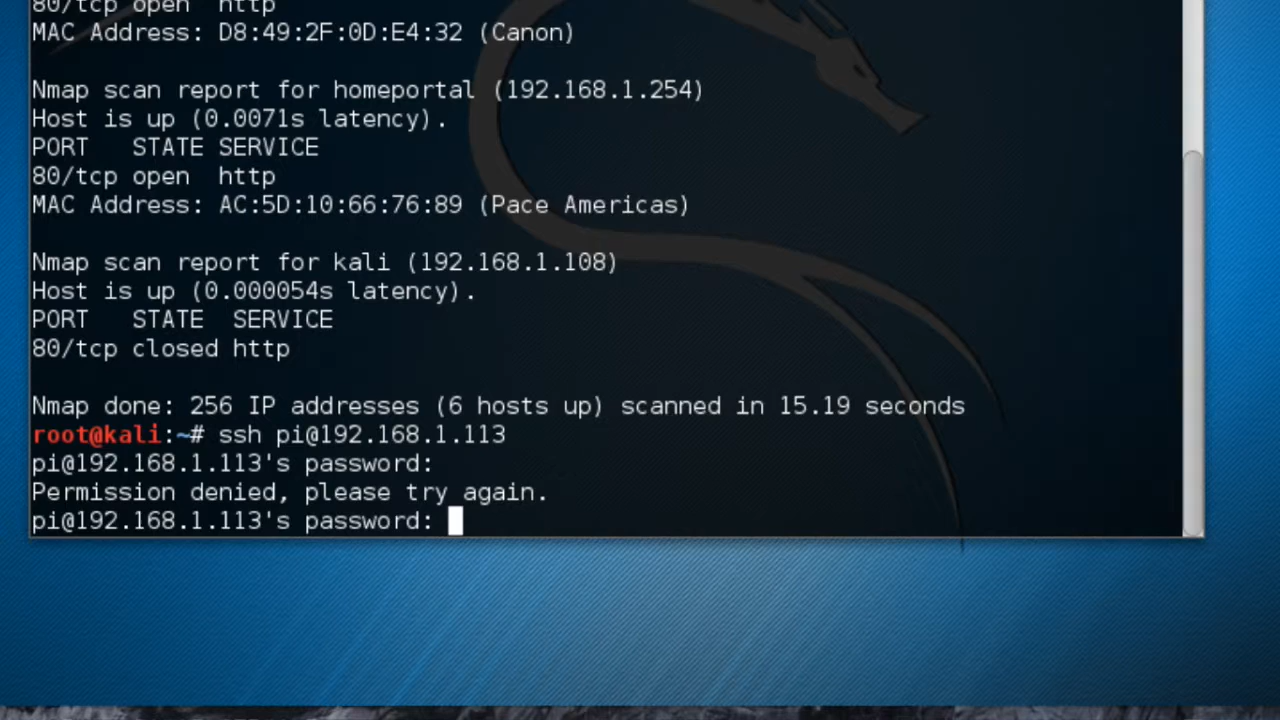 80/tcp open  http
MAC Address: D8:49:2F:0D:E4:32 (Canon)
Nmap scan report for homeportal (192.168.1.254)
Host is up (0.0071s latency).
PORT   STATE SERVICE
80/tcp open  http
MAC Address: AC:5D:10:66:76:89 (Pace Americas)
Nmap scan report for kali (192.168.1.108)
Host is up (0.000054s latency).
PORT   STATE  SERVICE
80/tcp closed http
Nmap done: 256 IP addresses (6 hosts up) scanned in 15.19 seconds
root@kali:~# ssh pi@192.168.1.113
pi@192.168.1.113's password:
Permission denied, please try again.
pi@192.168.1.113's password: